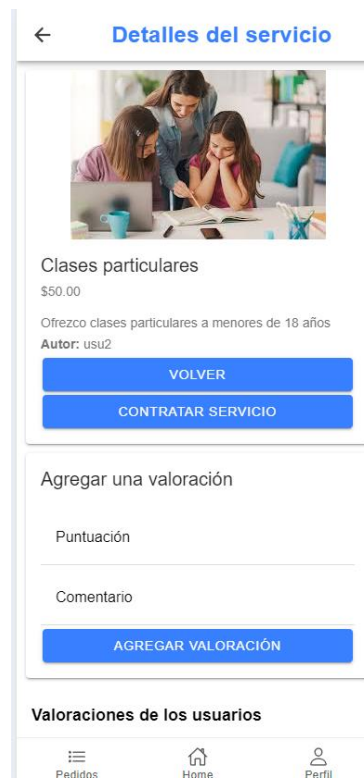 Detalles del servicio
Clases particulares
$50.00
Ofrezco clases particulares a menores de 18 años
Autor: usu2
VOLVER
CONTRATAR SERVICIO
Agregar una valoración
Puntuación
Comentario
AGREGAR VALORACIÓN
Valoraciones de los usuarios
Pedidos Home Perfil